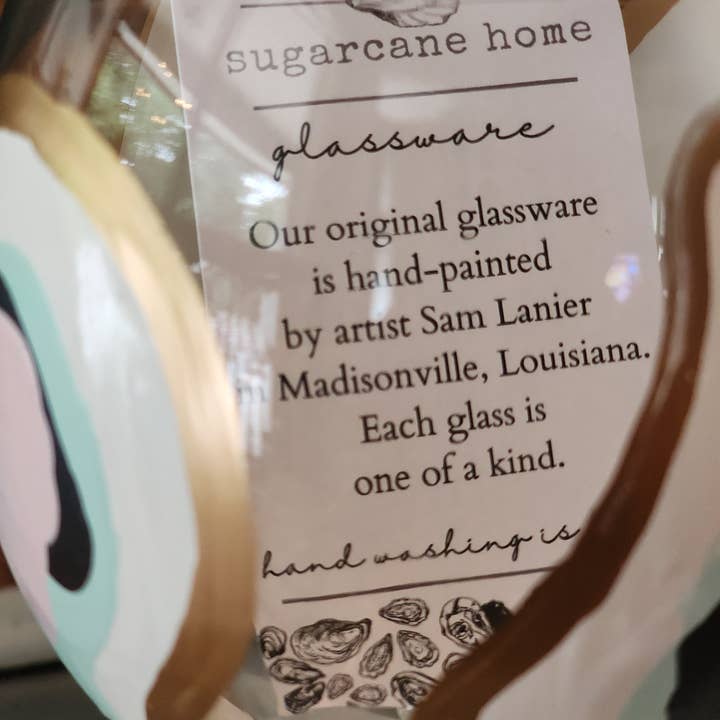 sugarcane home
glassware
Our original glassware
is hand-painted
by artist Sam Lanier
in Madisonville, Louisiana.
Each glass is
one of a kind.
hand washing is